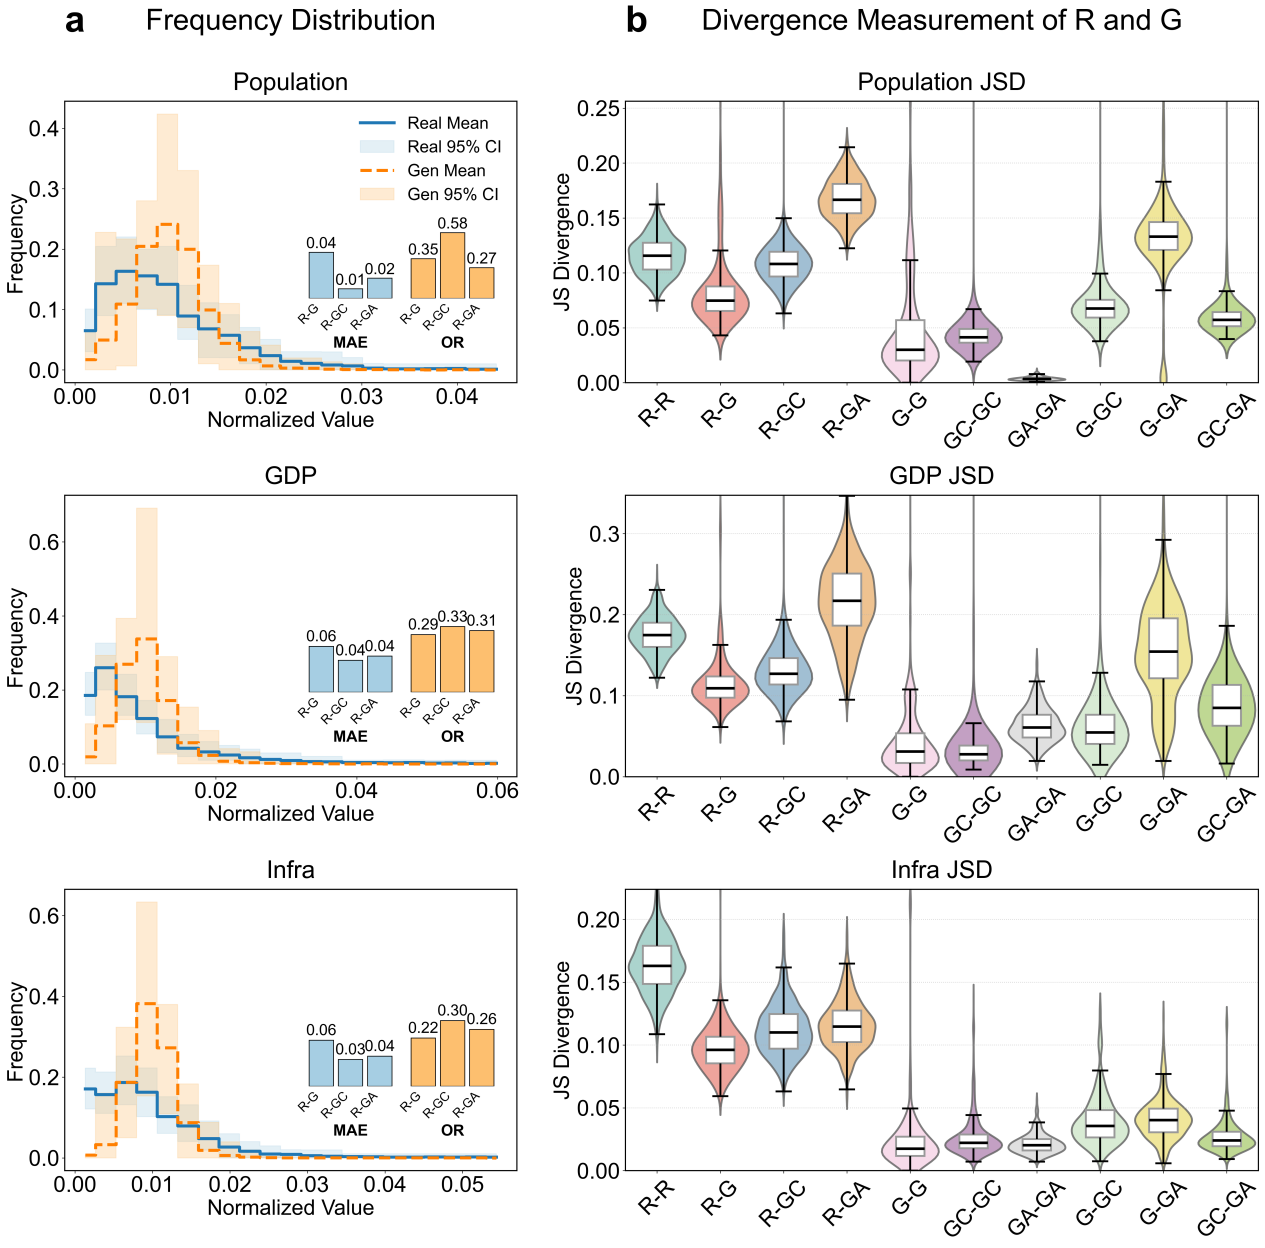 a Frequency Distribution
b Divergence Measurement of R and G
Population
Frequency
0.4
0.3
0.2
0.1
0.0
Real Mean
Real 95% CI
Gen Mean
Gen 95% CI
0.04
0.01
0.02
R-G
R-GC
R-GA
MAE
0.35
0.58
0.27
R-G
R-GC
R-GA
OR
0.00 0.01 0.02 0.03 0.04
Normalized Value
Population JSD
JS Divergence
0.25
0.20
0.15
0.10
0.05
0.00
R-R R-G R-GC R-GA G-G GC-GC GA-GA G-GC G-GA GC-GA
GDP
Frequency
0.6
0.4
0.2
0.0
0.06
0.04
0.04
R-G
R-GC
R-GA
MAE
0.29
0.33
0.31
R-G
R-GC
R-GA
OR
0.00 0.02 0.04 0.06
Normalized Value
GDP JSD
JS Divergence
0.3
0.2
0.1
0.0
R-R R-G R-GC R-GA G-G GC-GC GA-GA G-GC G-GA GC-GA
Infra
Frequency
0.6
0.4
0.2
0.0
0.06
0.03
0.04
R-G
R-GC
R-GA
MAE
0.22
0.30
0.26
R-G
R-GC
R-GA
OR
0.00 0.01 0.02 0.03 0.04 0.05
Normalized Value
Infra JSD
JS Divergence
0.20
0.15
0.10
0.05
0.00
R-R R-G R-GC R-GA G-G GC-GC GA-GA G-GC G-GA GC-GA